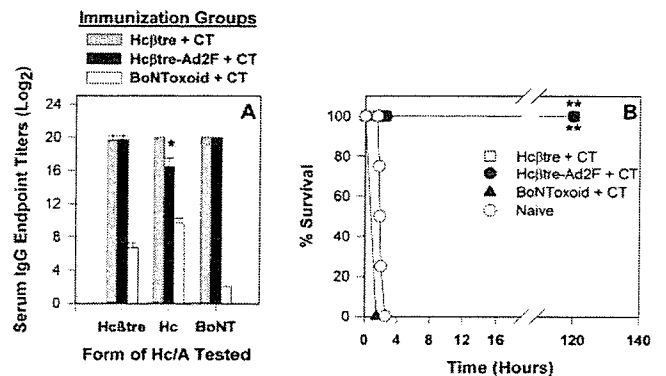 Immunization Groups
Hcβtre + CT
Hcβtre-Ad2F + CT
BoNToxoid + CT
Serum IgG Endpoint Titers (Log2)
24
20
16
12
8
4
0
A
*
Hcßtre Hc BoNT
Form of Hc/A Tested
% Survival
100
80
60
40
20
0
B
**
**
Hcβtre + CT
Hcβtre-Ad2F + CT
BoNToxoid + CT
Naive
0 4 8 12 16 120 140
Time (Hours)